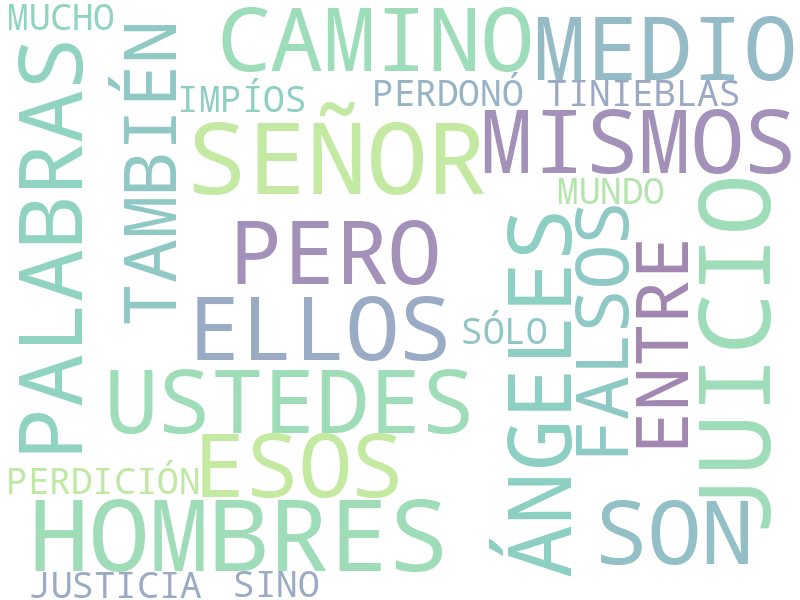 MUCHO
CAMINO
MEDIO
TAMBIÉN
PALABRAS
IMPÍOS
PERDONÓ
TINIEBLAS
SEÑOR
MISMOS
MUNDO
JUICIO
PERO
ÁNGELES
FALSOS
ENTRE
ELLOS
SÓLO
USTEDES
ESOS
PERDICIÓN
HOMBRES
SON
JUSTICIA
SINO